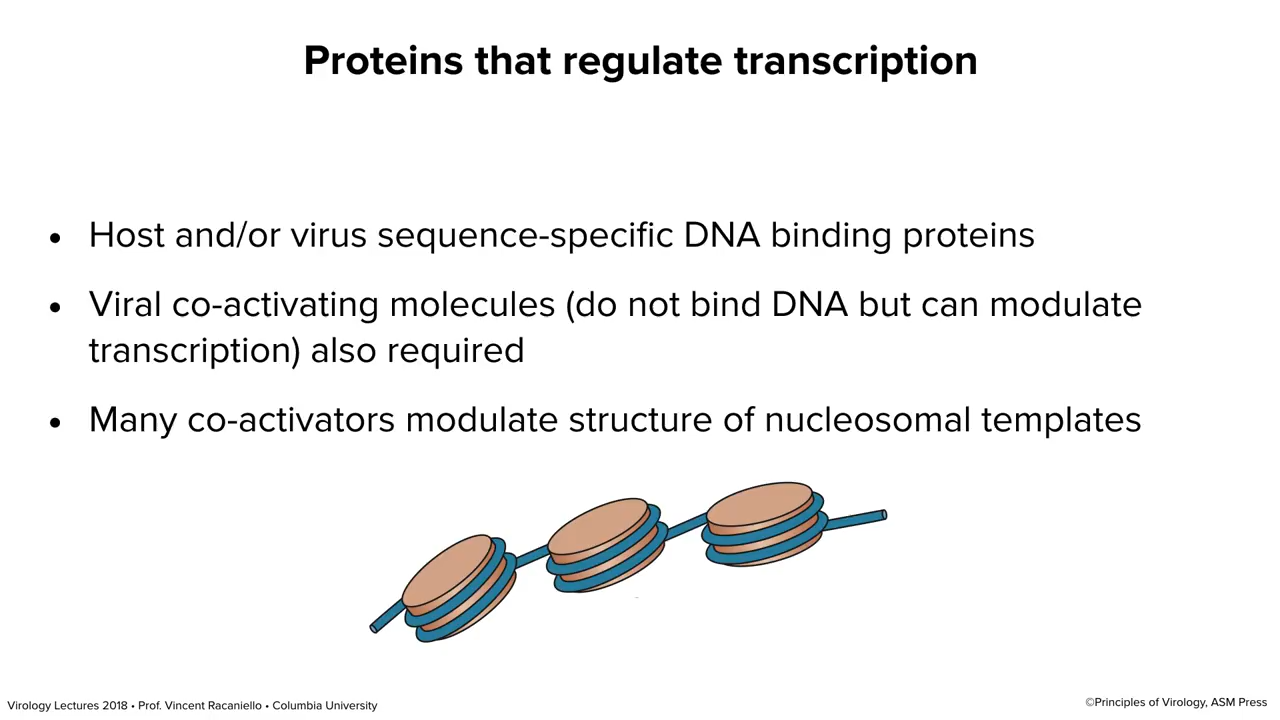 Proteins that regulate transcription
• Host and/or virus sequence-specific DNA binding proteins
• Viral co-activating molecules (do not bind DNA but can modulate
transcription) also required
• Many co-activators modulate structure of nucleosomal templates
Virology Lectures 2018 • Prof. Vincent Racaniello • Columbia University
©Principles of Virology, ASM Press